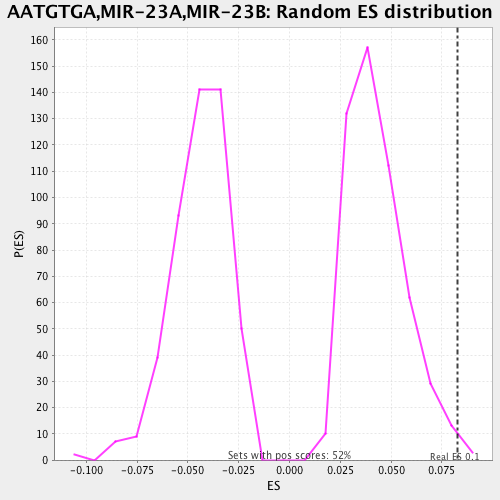 AATGTGA,MIR-23A,MIR-23B: Random ES distribution
160
150
140
130
120
110
100
90
80
70
60
50
40
30
20
10
0
P(ES)
Sets with pos scores: 52%
Real ES 0.1
-0.100 -0.075 -0.050 -0.025 0.000 0.025 0.050 0.075
ES